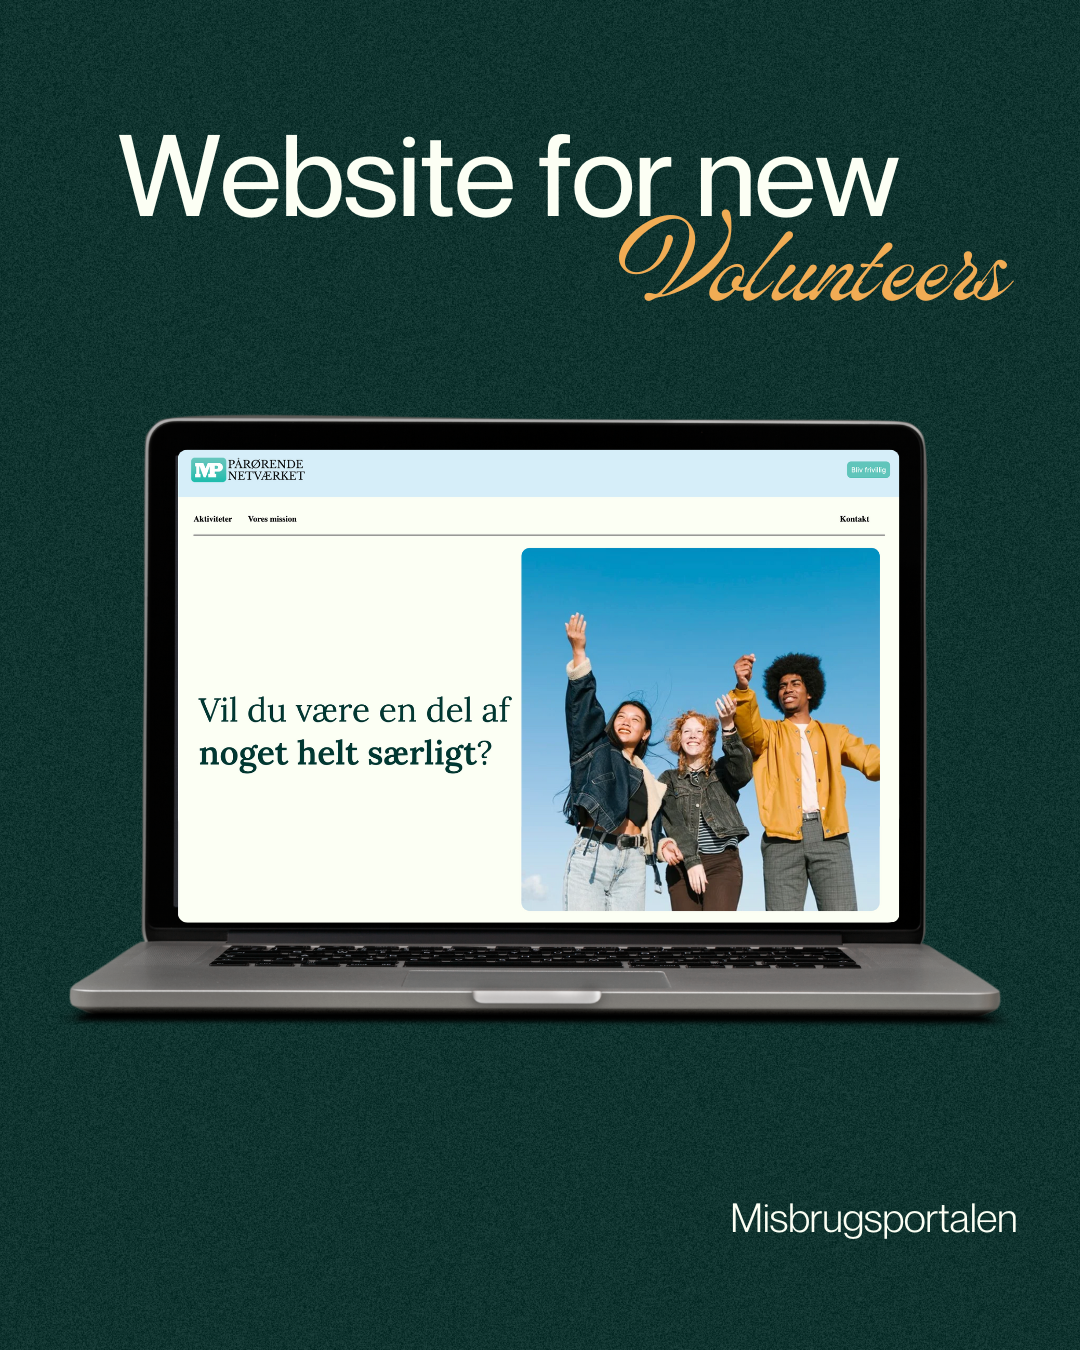 Website for new
Volunteers
MP PÅRØRENDE
NETVÆRKET
Bliv frivillig
Aktiviteter Vores mission Kontakt
Vil du være en del af
noget helt særligt?
Misbrugsportalen